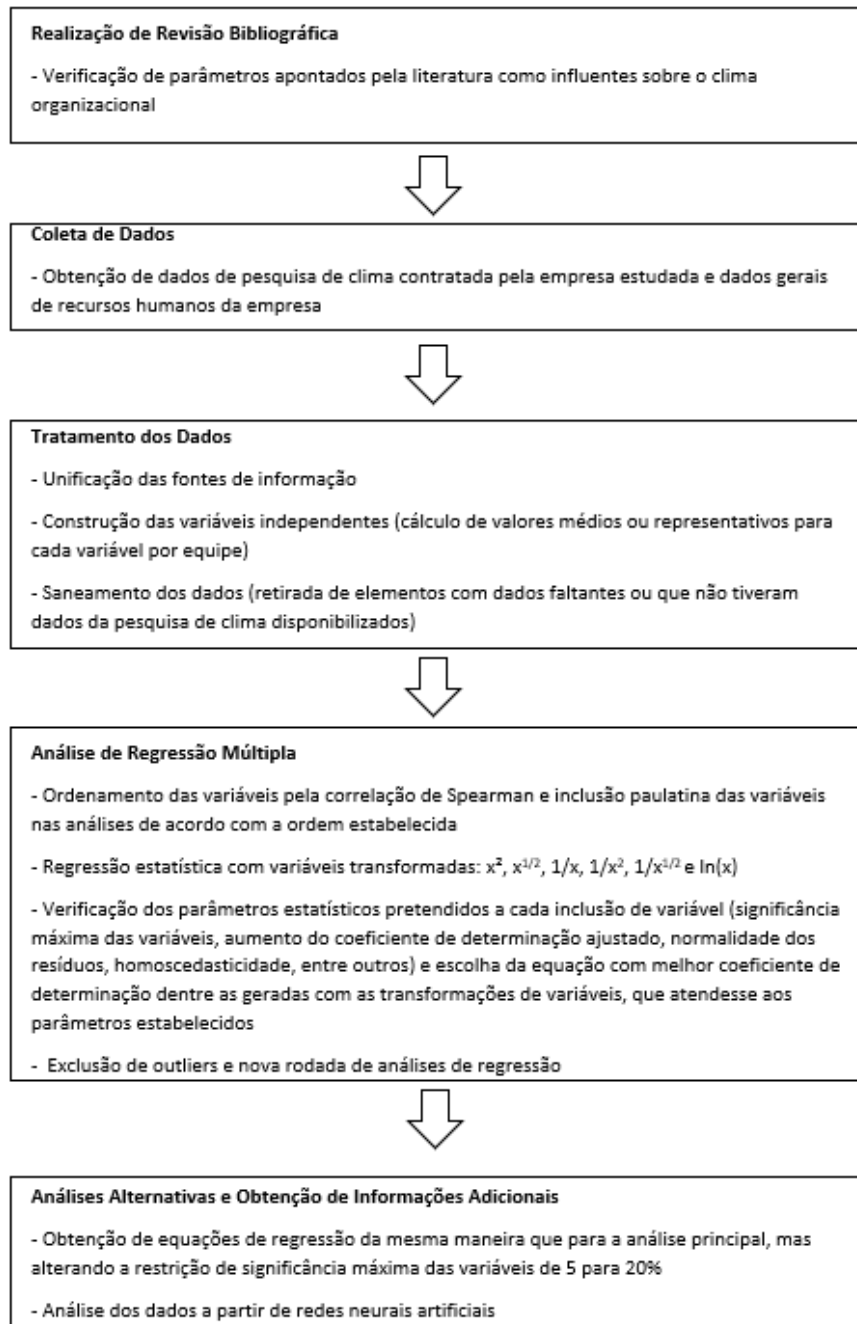 Realização de Revisão Bibliográfica
- Verificação de parâmetros apontados pela literatura como influentes sobre o clima
organizacional
Coleta de Dados
- Obtenção de dados de pesquisa de clima contratada pela empresa estudada e dados gerais
de recursos humanos da empresa
Tratamento dos Dados
- Unificação das fontes de informação
- Construção das variáveis independentes (cálculo de valores médios ou representativos para
cada variável por equipe)
- Saneamento dos dados (retirada de elementos com dados faltantes ou que não tiveram
dados da pesquisa de clima disponibilizados)
Análise de Regressão Múltipla
- Ordenamento das variáveis pela correlação de Spearman e inclusão paulatina das variáveis
nas análises de acordo com a ordem estabelecida
- Regressão estatística com variáveis transformadas: x², x^1/2, 1/x, 1/x², 1/x^1/2 e ln(x)
- Verificação dos parâmetros estatísticos pretendidos a cada inclusão de variável (significância
máxima das variáveis, aumento do coeficiente de determinação ajustado, normalidade dos
resíduos, homoscedasticidade, entre outros) e escolha da equação com melhor coeficiente de
determinação dentre as geradas com as transformações de variáveis, que atendesse aos
parâmetros estabelecidos
- Exclusão de outliers e nova rodada de análises de regressão
Análises Alternativas e Obtenção de Informações Adicionais
- Obtenção de equações de regressão da mesma maneira que para a análise principal, mas
alterando a restrição de significância máxima das variáveis de 5 para 20%
- Análise dos dados a partir de redes neurais artificiais